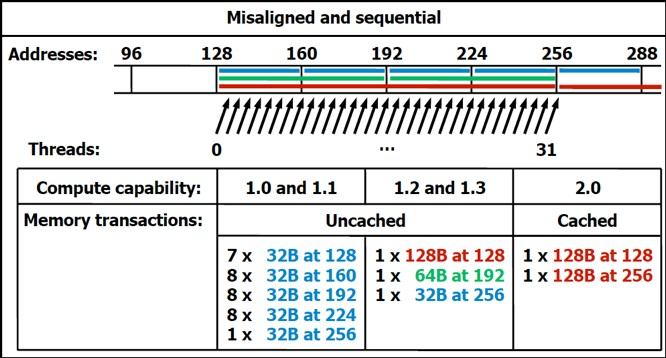 Misaligned and sequential
Addresses: 96 128 160 192 224 256 288
Threads: 0 ... 31
Compute capability: 1.0 and 1.1 1.2 and 1.3 2.0
Memory transactions: Uncached Cached
7 x 32B at 128 1 x 128B at 128 1 x 128B at 128
8 x 32B at 160 1 x 64B at 192 1 x 128B at 256
8 x 32B at 192 1 x 32B at 256
8 x 32B at 224
1 x 32B at 256